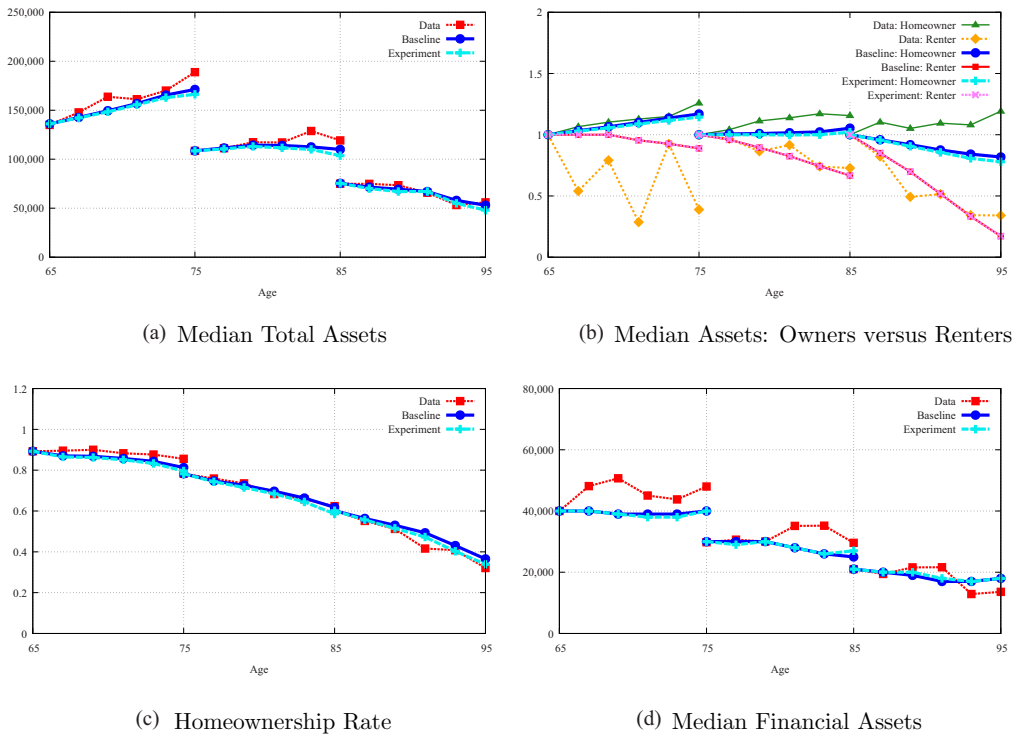 250,000
200,000
150,000
100,000
50,000
0
65
75
85
95
Age
Data
Baseline
Experiment
(a) Median Total Assets
2
1.5
1
0.5
0
65
75
85
95
Age
Data: Homeowner
Data: Renter
Baseline: Homeowner
Baseline: Renter
Experiment: Homeowner
Experiment: Renter
(b) Median Assets: Owners versus Renters
1.2
1
0.8
0.6
0.4
0.2
0
65
75
85
95
Age
Data
Baseline
Experiment
(c) Homeownership Rate
80,000
60,000
40,000
20,000
0
65
75
85
95
Age
Data
Baseline
Experiment
(d) Median Financial Assets